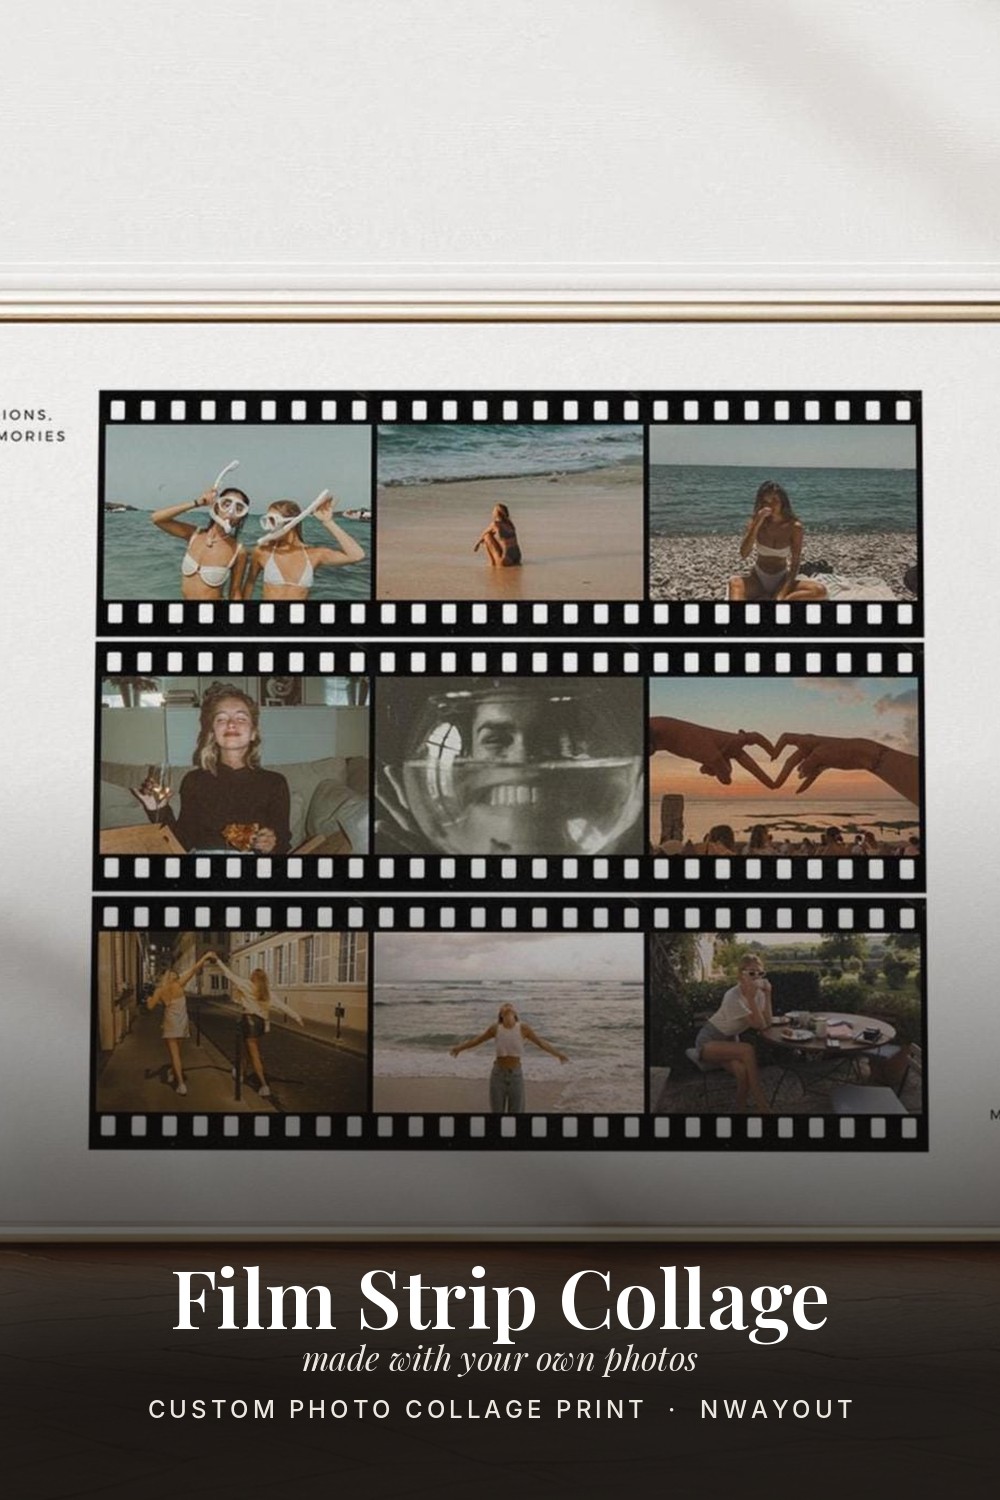 IONS.
MORIES
M
Film Strip Collage
made with your own photos
CUSTOM PHOTO COLLAGE PRINT · NWAYOUT